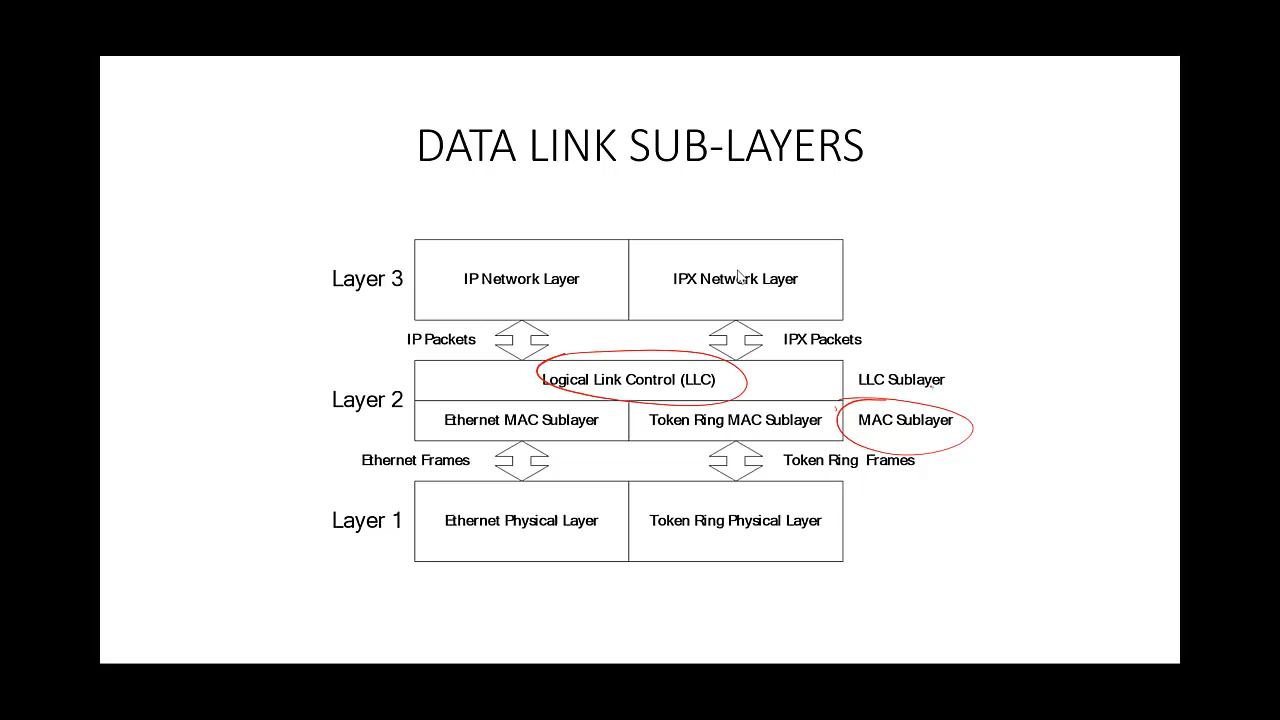 DATA LINK SUB-LAYERS
Layer 3
IP Network Layer
IPX Network Layer
IP Packets
IPX Packets
Layer 2
Logical Link Control (LLC)
LLC Sublayer
Ethernet MAC Sublayer
Token Ring MAC Sublayer
MAC Sublayer
Ethernet Frames
Token Ring Frames
Layer 1
Ethernet Physical Layer
Token Ring Physical Layer